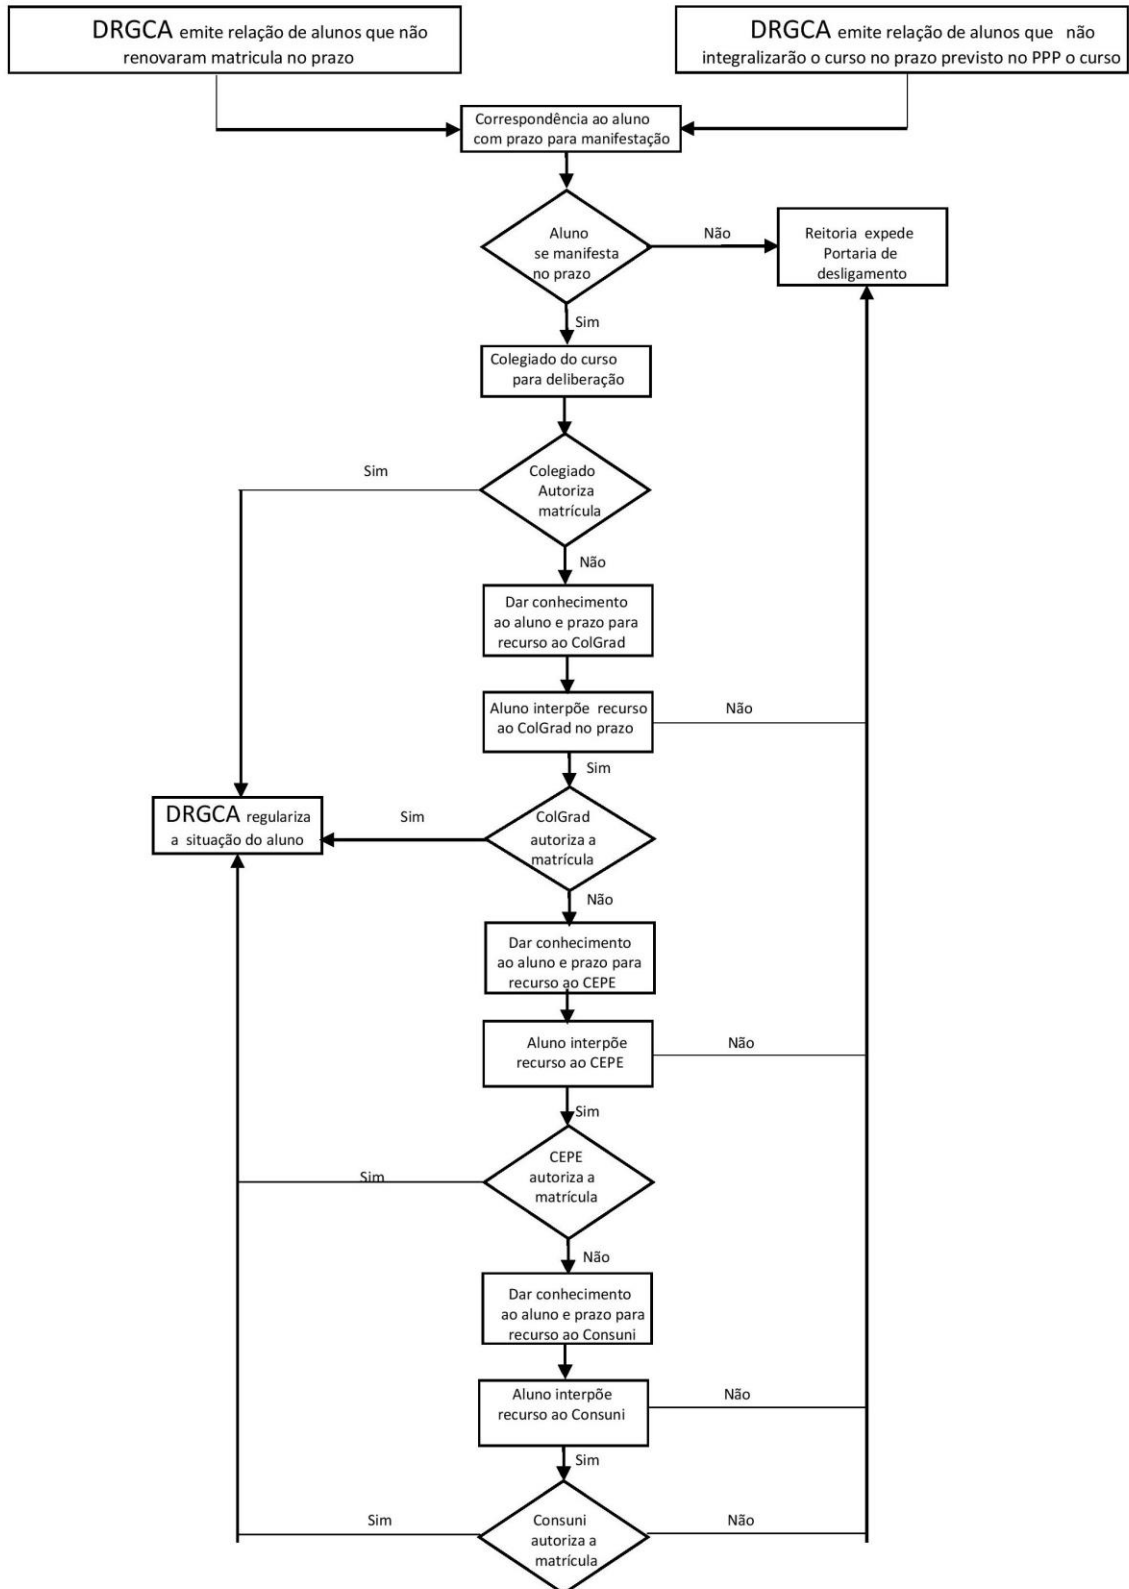 DRGCA emite relação de alunos que não
renovaram matricula no prazo
DRGCA emite relação de alunos que não
integralizarão o curso no prazo previsto no PPP o curso
Correspondência ao aluno
com prazo para manifestação
Aluno
se manifesta
no prazo
Não
Reitoria expede
Portaria de
desligamento
Sim
Colegiado do curso
para deliberação
Sim
Colegiado
Autoriza
matrícula
Não
Dar conhecimento
ao aluno e prazo para
recurso ao ColGrad
Aluno interpõe recurso
ao ColGrad no prazo
Não
Sim
DRGCA regulariza
a situação do aluno
Sim
ColGrad
autoriza a
matrícula
Não
Dar conhecimento
ao aluno e prazo para
recurso ao CEPE
Aluno interpõe
recurso ao CEPE
Não
Sim
CEPE
autoriza a
matrícula
Sim
Não
Dar conhecimento
ao aluno e prazo para
recurso ao Consuni
Aluno interpõe
recurso ao Consuni
Não
Sim
Sim
Consuni
autoriza a
matrícula
Não